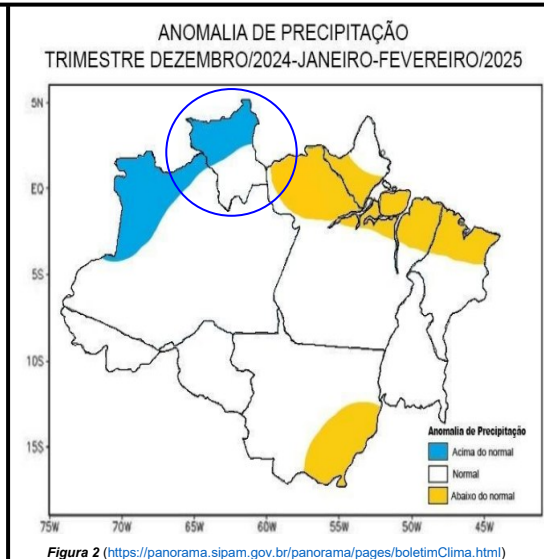 ANOMALIA DE PRECIPITAÇÃO
TRIMESTRE DEZEMBRO/2024-JANEIRO-FEVEREIRO/2025
5N
EQ
5S
10S
15S
Anomalia de Precipitação
Acima do normal
Normal
Abaixo do normal
75W 70W 65W 60W 55W 50W 45W
Figura 2 (https://panorama.sipam.gov.br/panorama/pages/boletimClima.html)